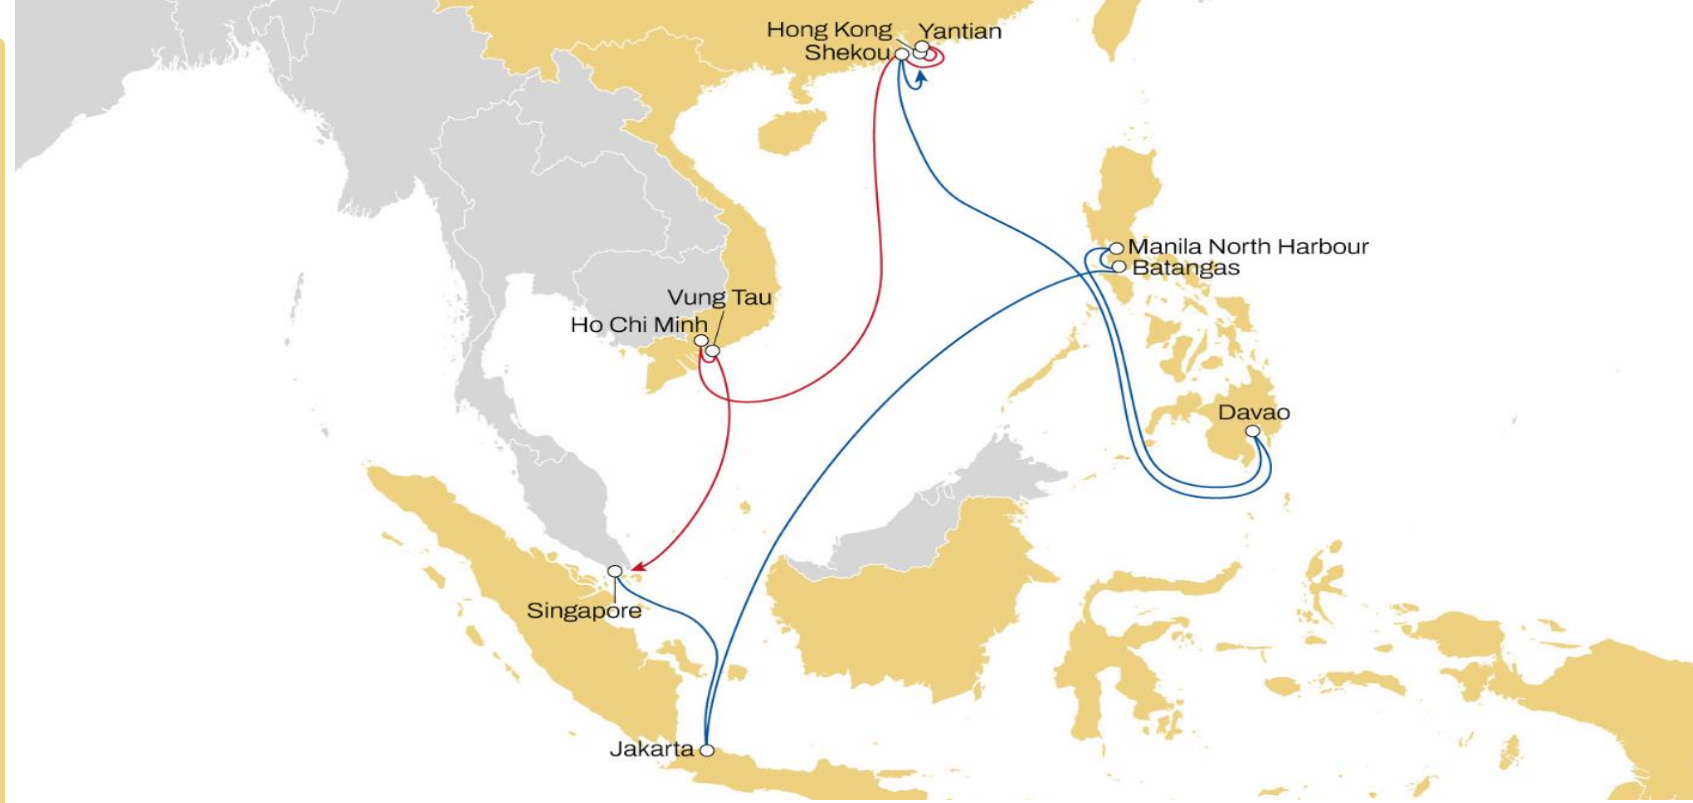 Hong Kong
Yantian
Shekou
Manila North Harbour
Batangas
Vung Tau
Ho Chi Minh
Davao
Singapore
Jakarta